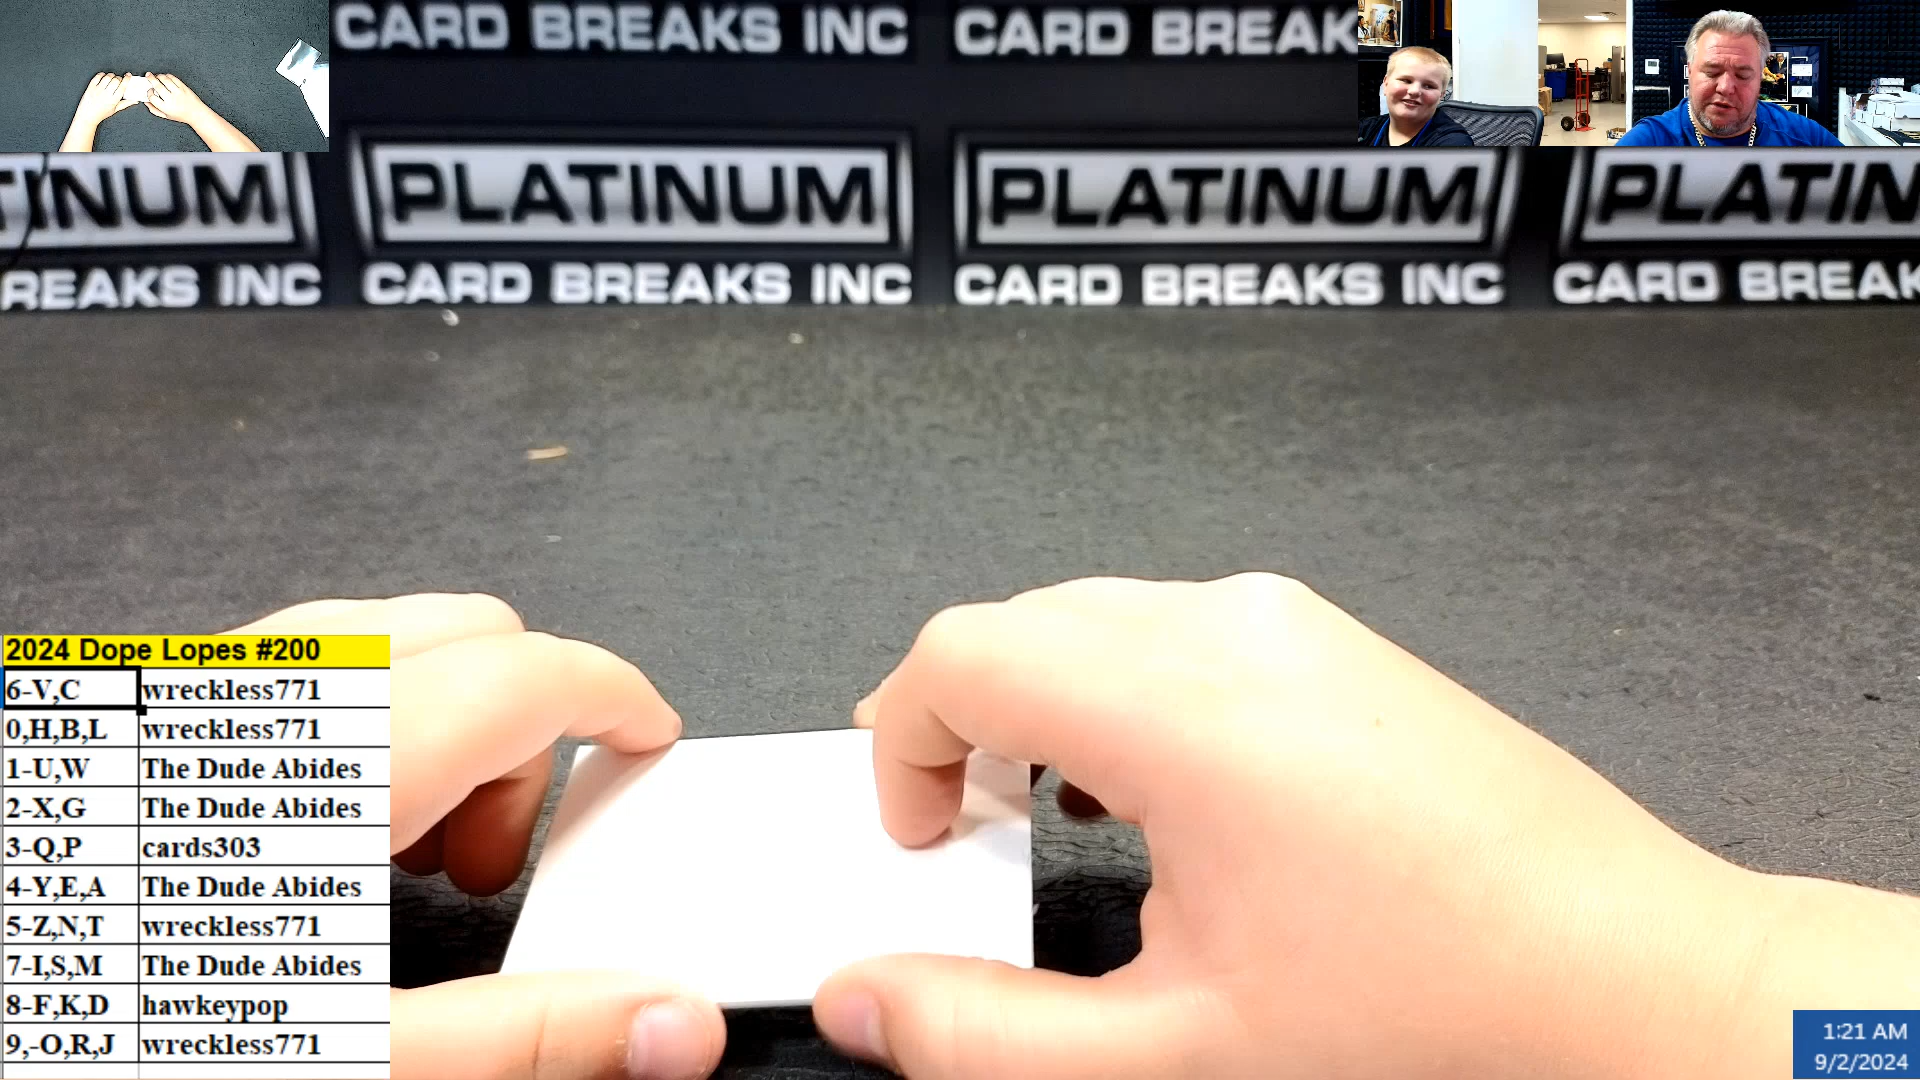 CARD BREAKS INC
CARD BREAK
TINUM
PLATINUM
PLATINUM
PLATIN
REAKS INC
CARD BREAKS INC
CARD BREAKS INC
CARD BREAK
2024 Dope Lopes #200
6-V,C wreckless771
0,H,B,L wreckless771
1-U,W The Dude Abides
2-X,G The Dude Abides
3-Q,P cards303
4-Y,E,A The Dude Abides
5-Z,N,T wreckless771
7-I,S,M The Dude Abides
8-F,K,D hawkeypop
9,-O,R,J wreckless771
1:21 AM
9/2/2024